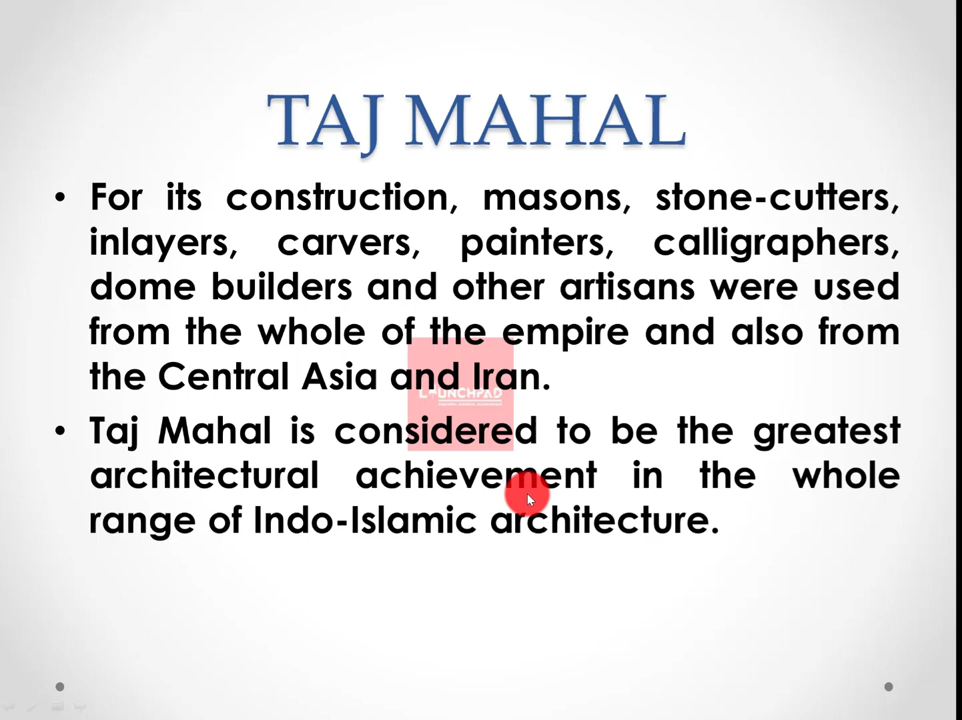 TAJ MAHAL
• For its construction, masons, stone-cutters,
inlayers, carvers, painters, calligraphers,
dome builders and other artisans were used
from the whole of the empire and also from
the Central Asia and Iran.
LAUNCHPAD
• Taj Mahal is considered to be the greatest
architectural achievement in the whole
range of Indo-Islamic architecture.